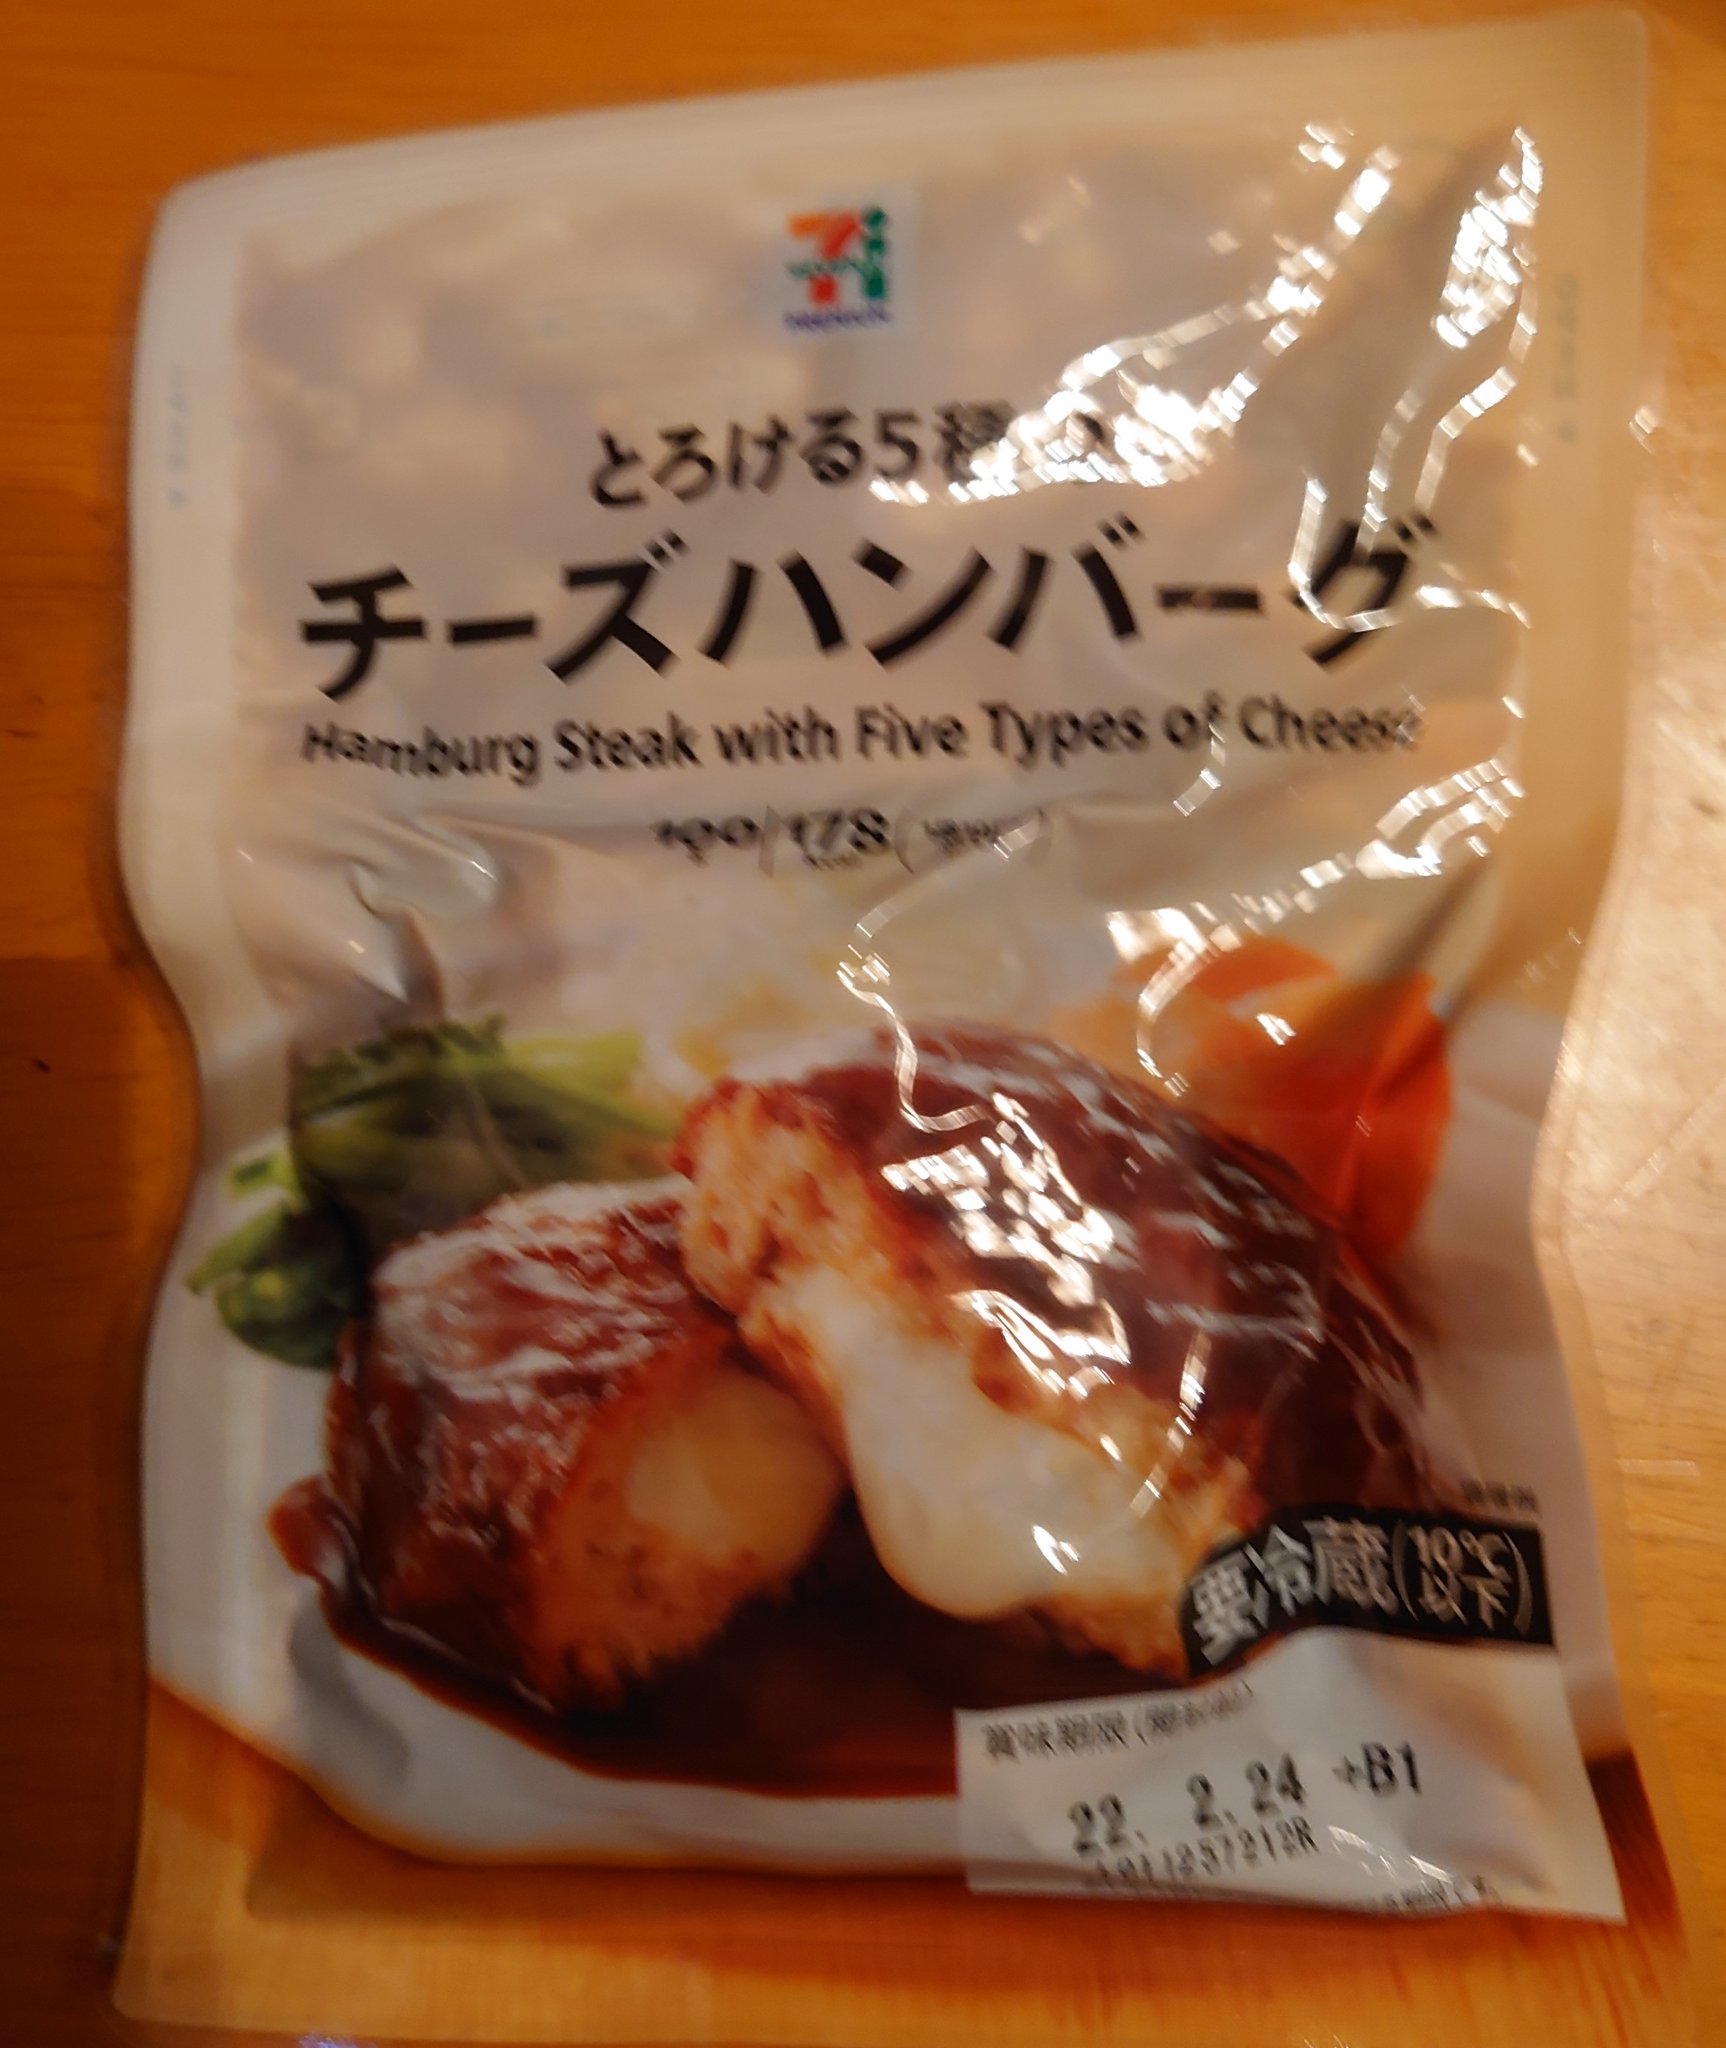 とろける5種の
チーズハンバーグ
Hamburg Steak with Five Types of Cheese
178
要冷蔵(10℃以下)
賞味期限
22. 2. 24 +B1